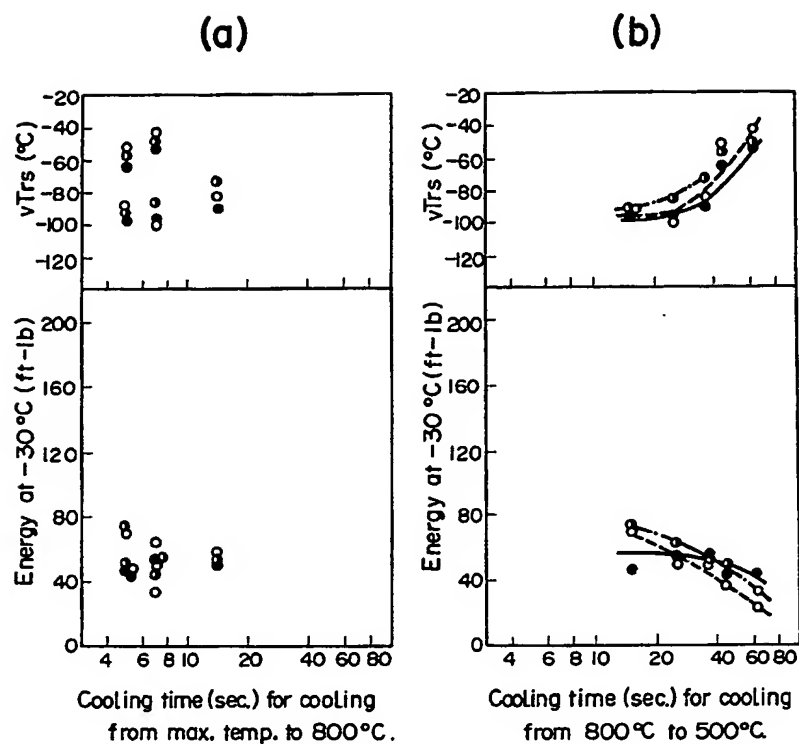 (a)
(b)
vTrs (°C)
-20
-40
-60
-80
-100
-120
Energy at -30°C (ft-lb)
200
160
120
80
40
0
4 6 8 10 20 40 60 80
Cooling time (sec.) for cooling
from max. temp. to 800°C.
vTrs (°C)
-20
-40
-60
-80
-100
-120
Energy at -30°C (ft-lb)
200
160
120
80
40
0
4 6 8 10 20 40 60 80
Cooling time (sec.) for cooling
from 800°C to 500°C.